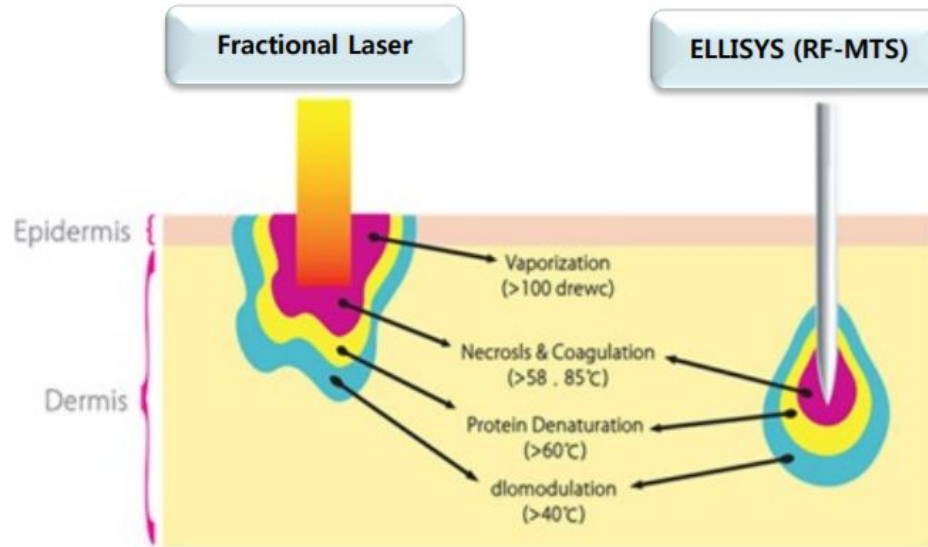 Fractional Laser
ELLISYS (RF-MTS)
Epidermis
Vaporization
(>100 drewc)
Necrosls & Coagulation
(>58 . 85℃)
Dermis
Protein Denaturation
(>60℃)
dlomodulation
(>40℃)